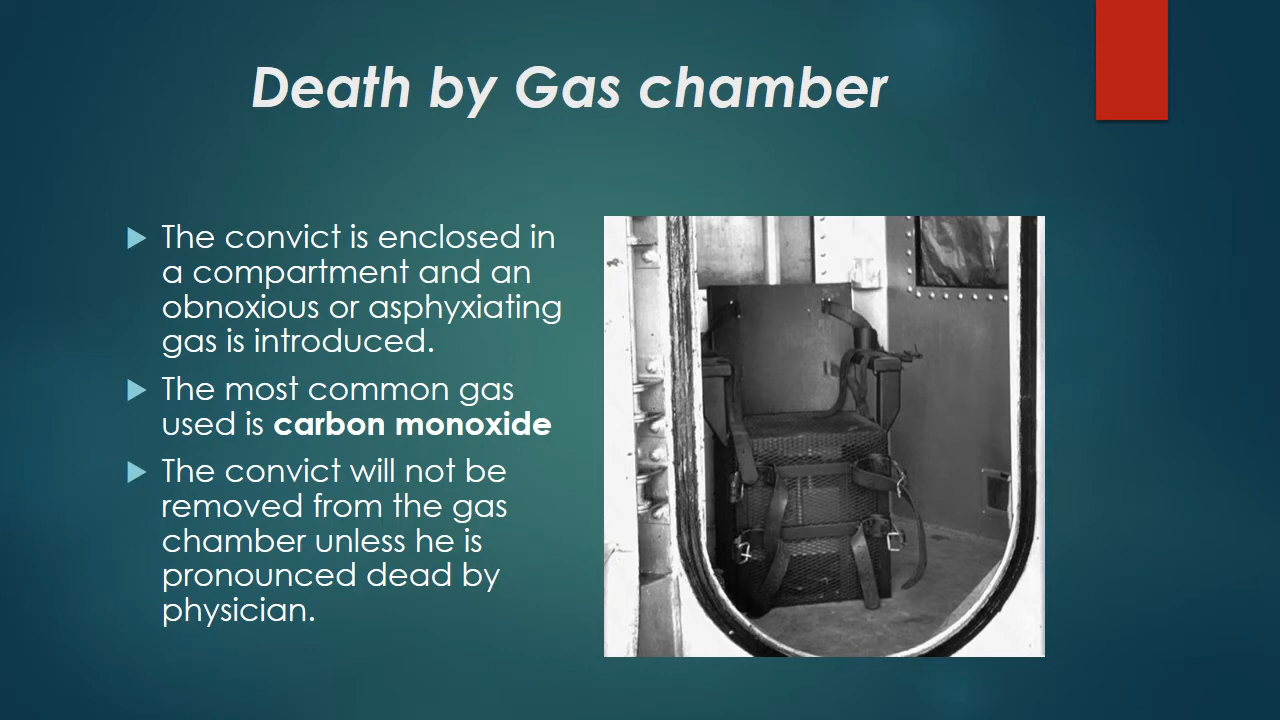 Death by Gas chamber
The convict is enclosed in
a compartment and an
obnoxious or asphyxiating
gas is introduced.
The most common gas
used is carbon monoxide
The convict will not be
removed from the gas
chamber unless he is
pronounced dead by
physician.